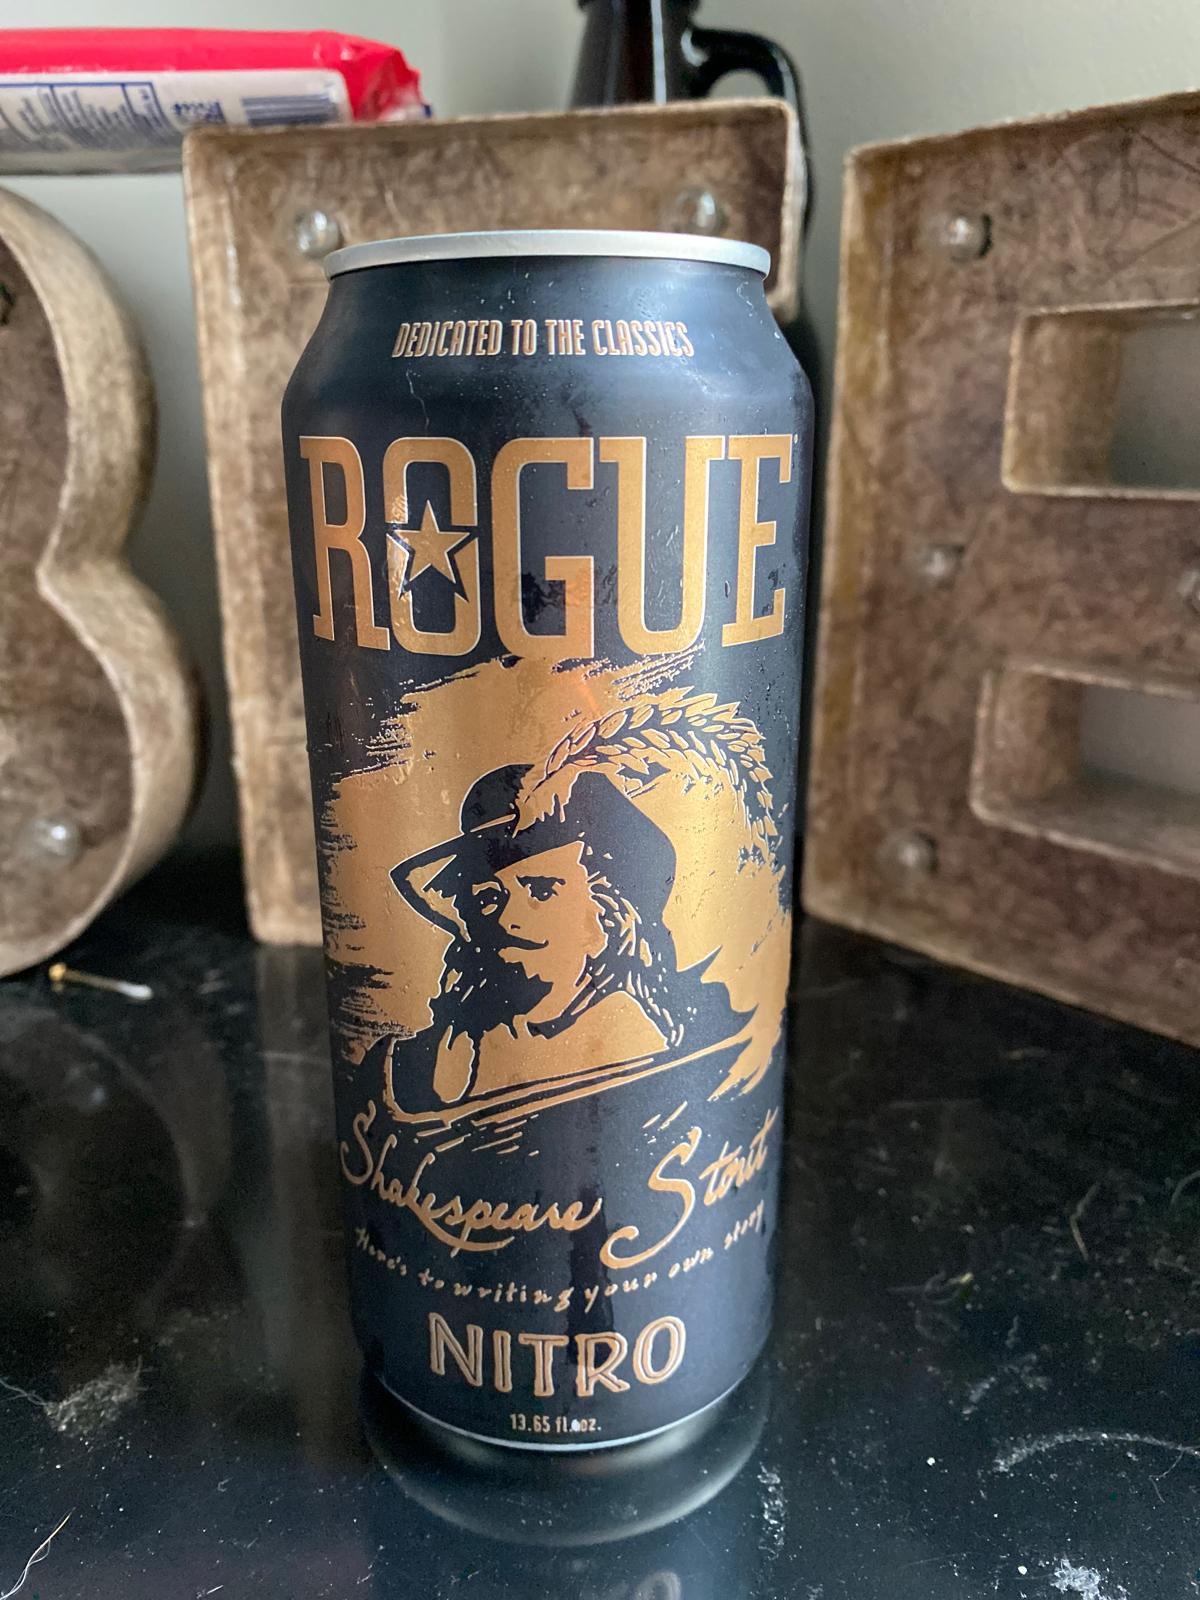 DEDICATED TO THE CLASSICS
ROGUE
Shakespeare Stout
Here's to writing your own story
NITRO
13.65 fl. oz.